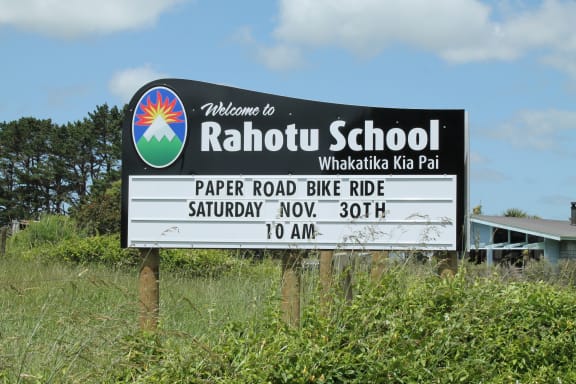 Welcome to
Rahotu School
Whakatika Kia Pai
PAPER ROAD BIKE RIDE
SATURDAY NOV. 30TH
10 AM